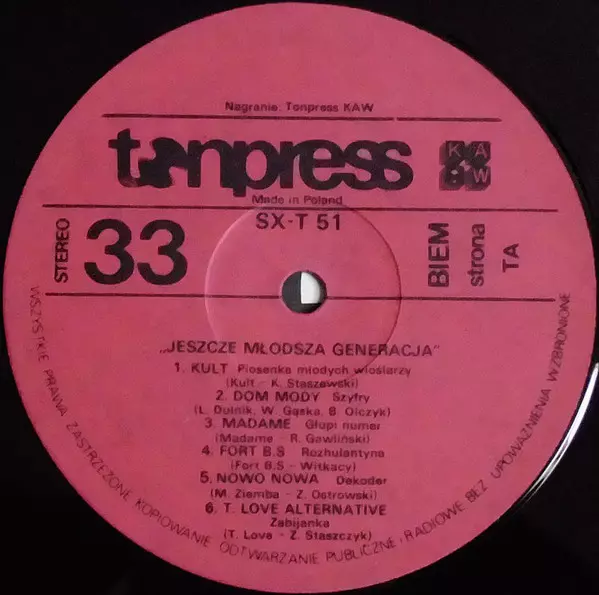 Nagranie: Tonpress KAW
tonpress
KAW
Made in Poland
SX-T 51
STEREO
33
BIEM
strona
TA
„JESZCZE MŁODSZA GENERACJA"
1. KULT Piosenka młodych wioślarzy
(Kult - K. Staszewski)
2. DOM MODY Szyfry
(L. Dutnik, W. Gąska, B. Olczyk)
3. MADAME Głupi numer
(Madame - R. Gawliński)
4. FORT B.S Rozhulantyna
(Fort B.S - Witkacy)
5. NOWO NOWA Dekoder
(M. Ziemba - Z. Ostrowski)
6. T. LOVE ALTERNATIVE
Zabijanka
(T. Love - Z. Staszczyk)
WSZYSTKIE PRAWA ZASTRZEŻONE KOPIOWANIE ODTWARZANIE PUBLICZNE i RADIOWE BEZ UPOWAŻNIENIA WZBRONIONE